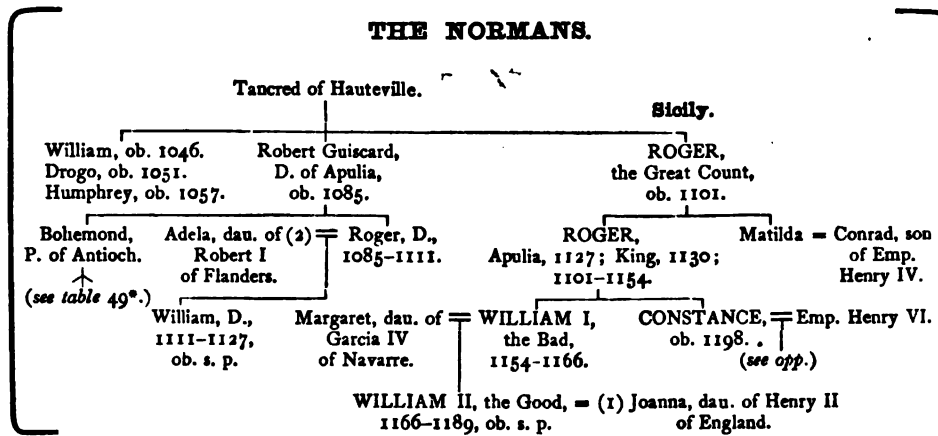 THE NORMANS.
Tancred of Hauteville.
Sicily.
William, ob. 1046.
Drogo, ob. 1051.
Humphrey, ob. 1057.
Robert Guiscard,
D. of Apulia,
ob. 1085.
ROGER,
the Great Count,
ob. 1101.
Bohemond,
P. of Antioch.
(see table 49*.)
Adela, dau. of (2) =
Robert I
of Flanders.
Roger, D.,
1085-1111.
ROGER,
Apulia, 1127; King, 1130;
1101-1154.
Matilda = Conrad, son
of Emp.
Henry IV.
William, D.,
1111-1127,
ob. s. p.
Margaret, dau. of =
Garcia IV
of Navarre.
WILLIAM I,
the Bad,
1154-1166.
CONSTANCE, = Emp. Henry VI.
ob. 1198.
(see opp.)
WILLIAM II, the Good, = (1) Joanna, dau. of Henry II
1166-1189, ob. s. p.
of England.